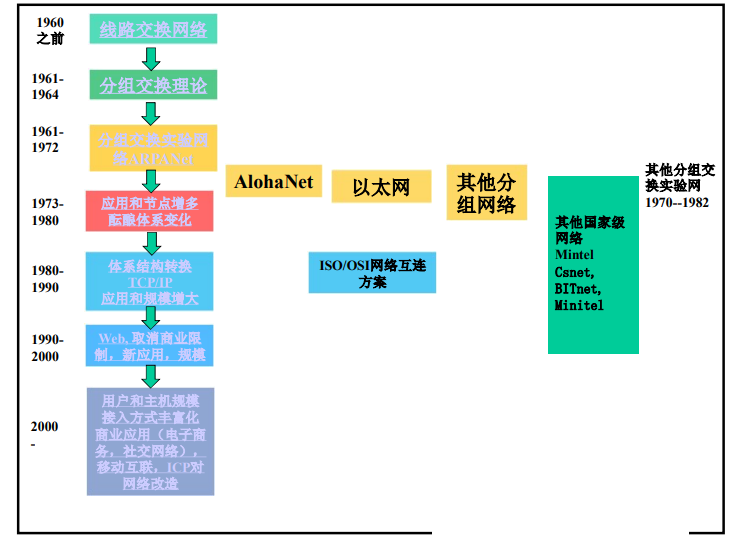 1960
之前
线路交换网络
1961-
1964
分组交换理论
1961-
1972
分组交换实验网
络ARPANet
AlohaNet
以太网
其他分
组网络
其他分组交
换实验网
1970--1982
1973-
1980
应用和节点增多
酝酿体系变化
其他国家级
网络
Mintel
Csnet,
BITnet,
Minitel
1980-
1990
体系结构转换
TCP/IP
应用和规模增大
ISO/OSI网络互连
方案
1990-
2000
Web,取消商业限
制，新应用，规模
2000
-
用户和主机规模
接入方式丰富化
商业应用（电子商
务，社交网络），
移动互联，ICP对
网络改造